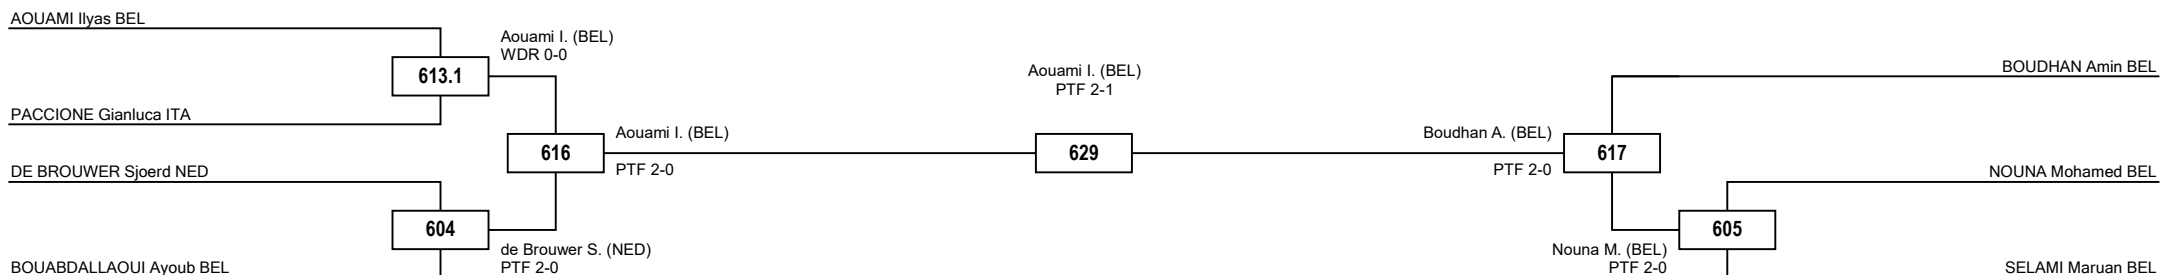 AOUAMI Ilyas BEL
Aouami I. (BEL)
WDR 0-0
613.1
PACCIONE Gianluca ITA
Aouami I. (BEL)
PTF 2-0
616
DE BROUWER Sjoerd NED
604
de Brouwer S. (NED)
PTF 2-0
BOUABDALLAOUI Ayoub BEL
Aouami I. (BEL)
PTF 2-1
629
BOUDHAN Amin BEL
Boudhan A. (BEL)
PTF 2-0
617
NOUNA Mohamed BEL
605
Nouna M. (BEL)
PTF 2-0
SELAMI Maruan BEL